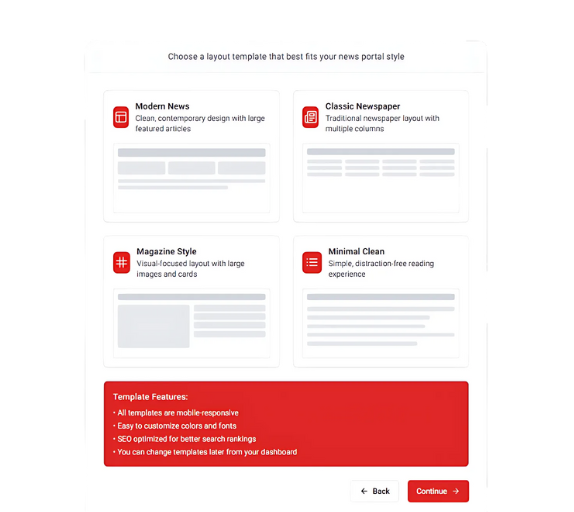 Choose a layout template that best fits your news portal style
Modern News
Clean, contemporary design with large
featured articles
Classic Newspaper
Traditional newspaper layout with
multiple columns
Magazine Style
Visual-focused layout with large
images and cards
Minimal Clean
Simple, distraction-free reading
experience
Template Features:
• All templates are mobile-responsive
• Easy to customize colors and fonts
• SEO optimized for better search rankings
• You can change templates later from your dashboard
← Back
Continue →